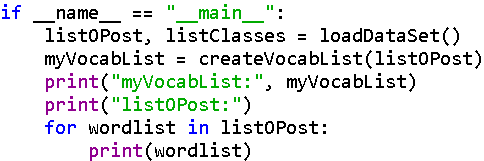 if __name__ == "__main__":
    listOPost, listClasses = loadDataSet()
    myVocabList = createVocabList(listOPost)
    print("myVocabList:", myVocabList)
    print("listOPost:")
    for wordlist in listOPost:
        print(wordlist)